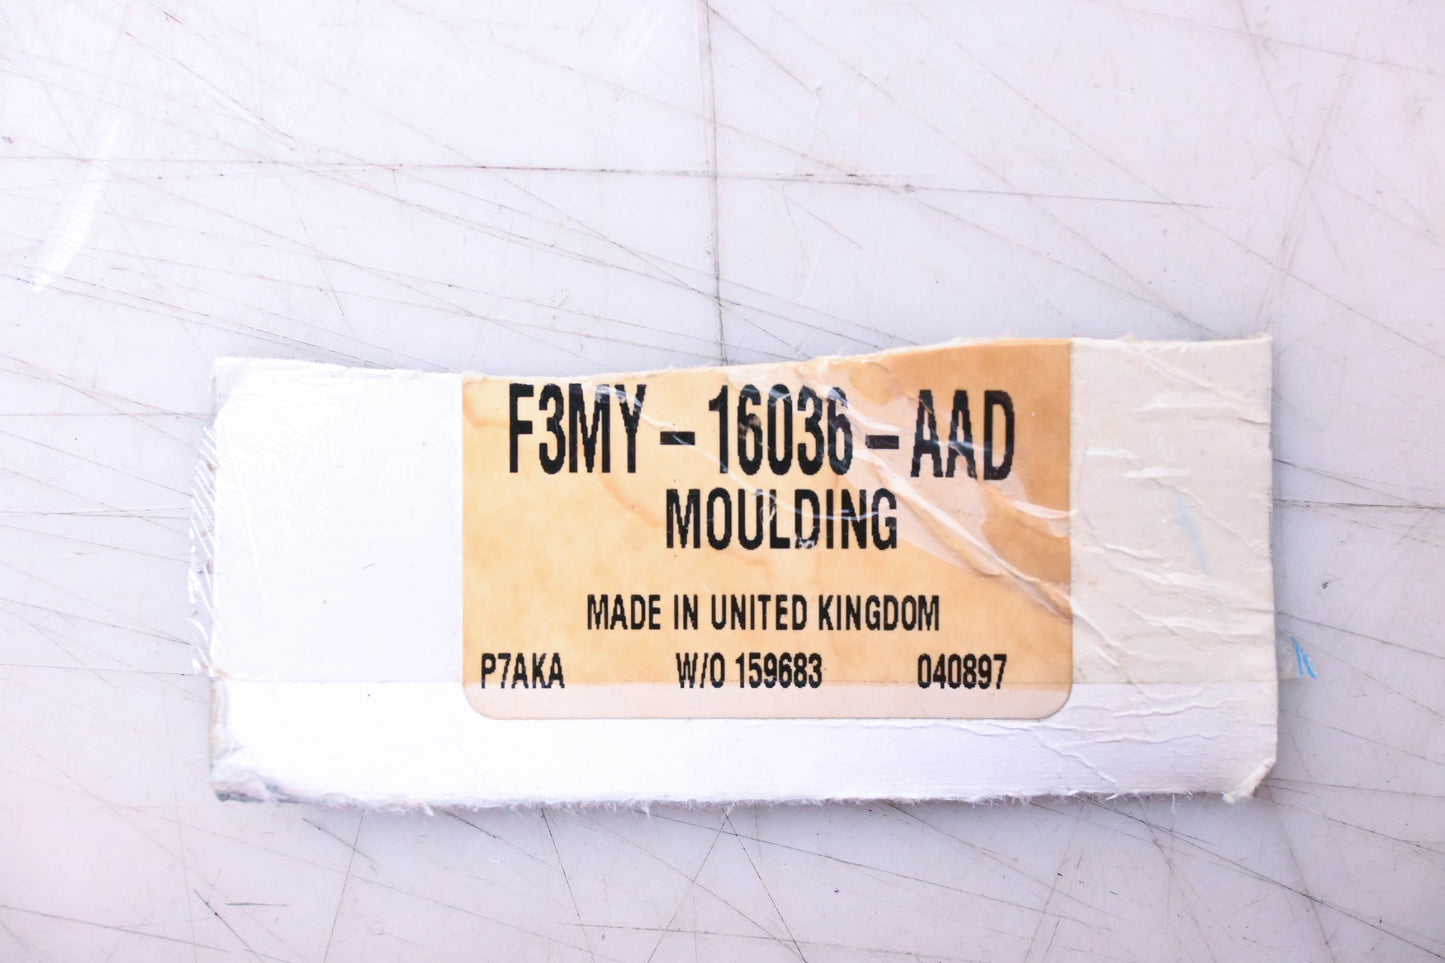 F3MY-16036-AAD
MOULDING
MADE IN UNITED KINGDOM
P7AKA W/O 159683 040897